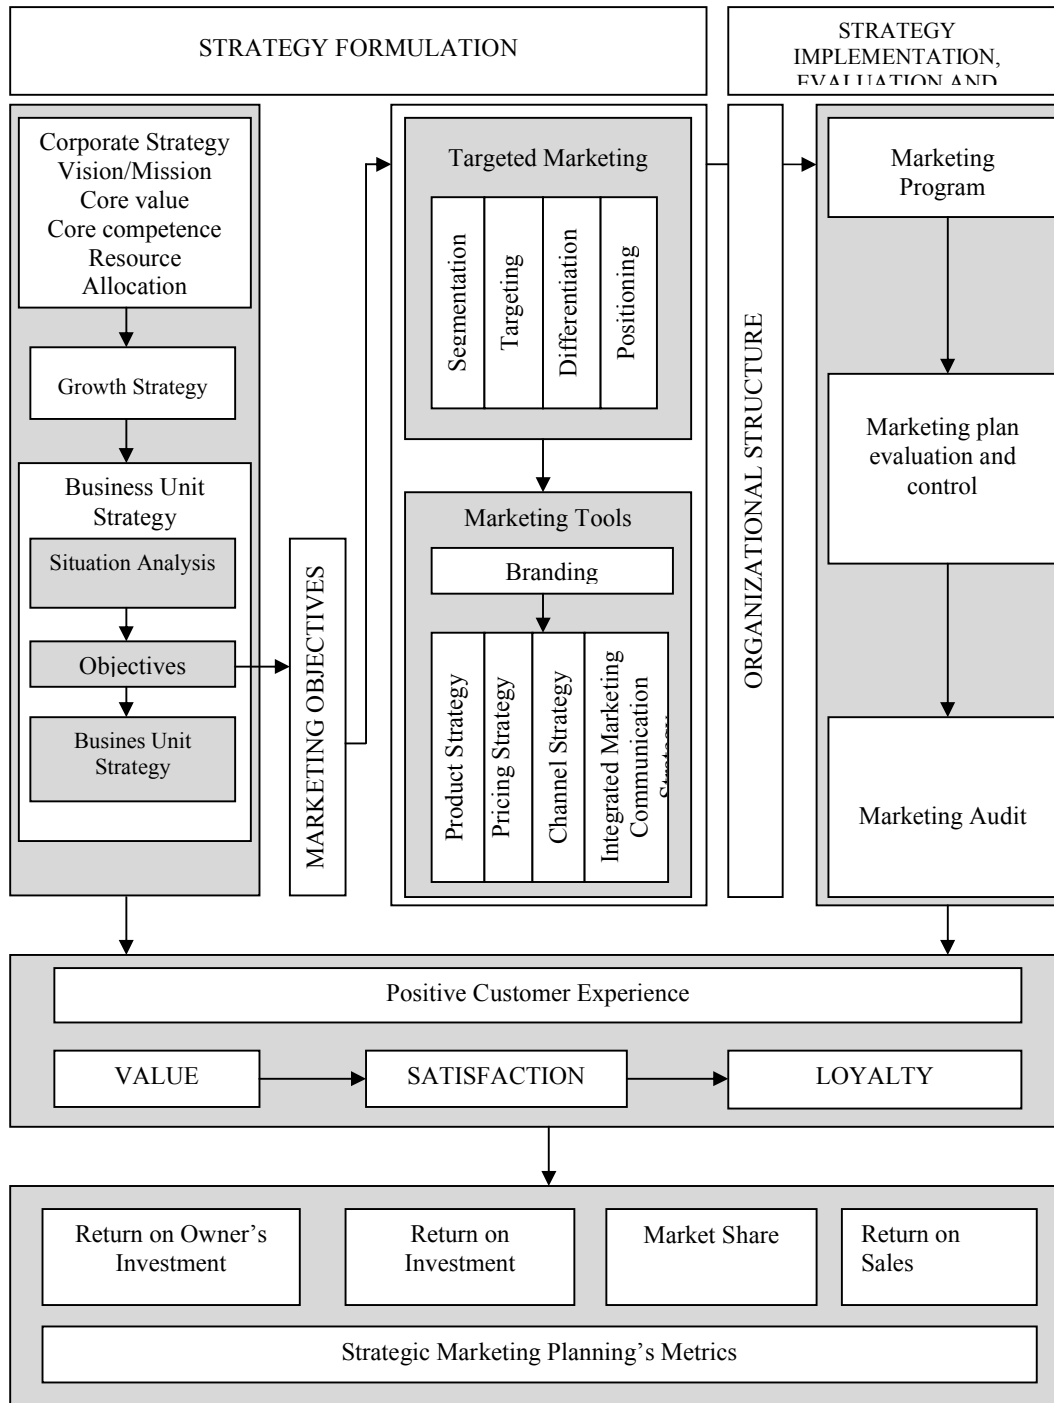 STRATEGY FORMULATION
STRATEGY
IMPLEMENTATION,
EVALUATION AND
Corporate Strategy
Vision/Mission
Core value
Core competence
Resource
Allocation
Growth Strategy
Business Unit
Strategy
Situation Analysis
Objectives
Busines Unit
Strategy
MARKETING OBJECTIVES
Targeted Marketing
Segmentation
Targeting
Differentiation
Positioning
Marketing Tools
Branding
Product Strategy
Pricing Strategy
Channel Strategy
Integrated Marketing
Communication
Strategy
ORGANIZATIONAL STRUCTURE
Marketing
Program
Marketing plan
evaluation and
control
Marketing Audit
Positive Customer Experience
VALUE
SATISFACTION
LOYALTY
Return on Owner's
Investment
Return on
Investment
Market Share
Return on
Sales
Strategic Marketing Planning's Metrics